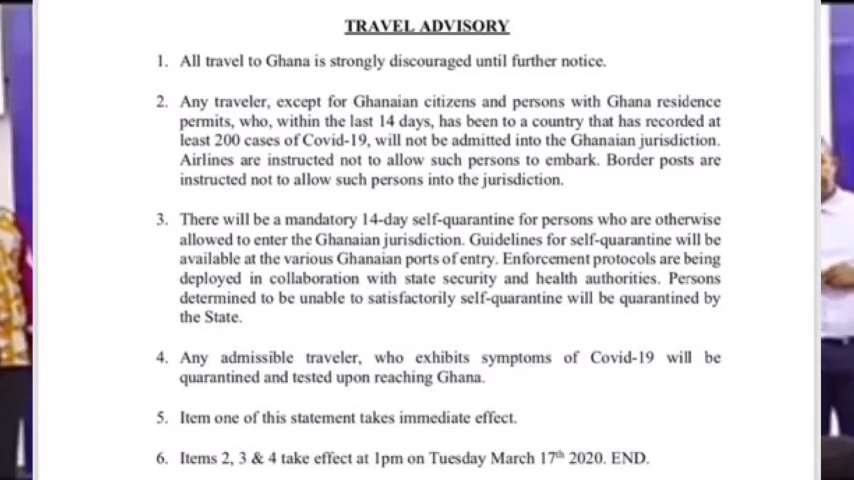 TRAVEL ADVISORY
1. All travel to Ghana is strongly discouraged until further notice.
2. Any traveler, except for Ghanaian citizens and persons with Ghana residence
permits, who, within the last 14 days, has been to a country that has recorded at
least 200 cases of Covid-19, will not be admitted into the Ghanaian jurisdiction.
Airlines are instructed not to allow such persons to embark. Border posts are
instructed not to allow such persons into the jurisdiction.
3. There will be a mandatory 14-day self-quarantine for persons who are otherwise
allowed to enter the Ghanaian jurisdiction. Guidelines for self-quarantine will be
available at the various Ghanaian ports of entry. Enforcement protocols are being
deployed in collaboration with state security and health authorities. Persons
determined to be unable to satisfactorily self-quarantine will be quarantined by
the State.
4. Any admissible traveler, who exhibits symptoms of Covid-19 will be
quarantined and tested upon reaching Ghana.
5. Item one of this statement takes immediate effect.
6. Items 2, 3 & 4 take effect at 1pm on Tuesday March 17th 2020. END.